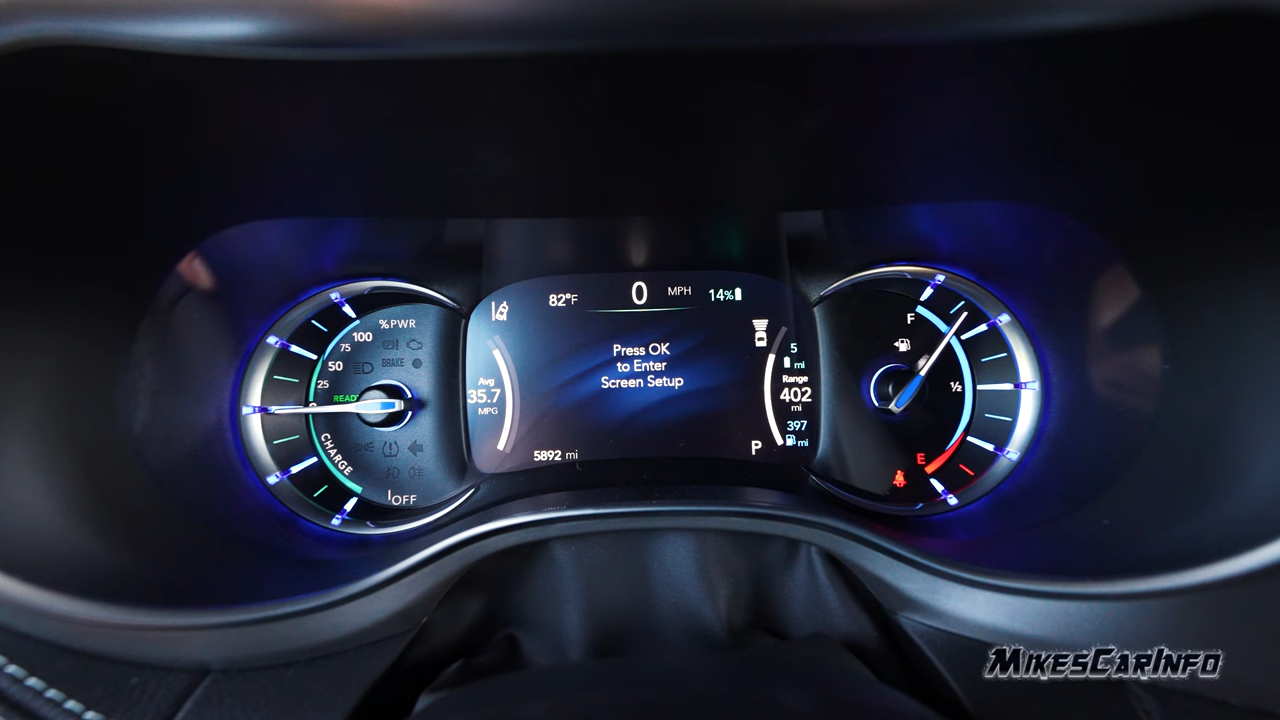 %PWR
100
75
50
BRAKE
25
0
READY
CHARGE
OFF
82°F
0 MPH
14%
Press OK
to Enter
Screen Setup
Avg
35.7
MPG
5892 mi
5
mi
Range
402
mi
397
mi
P
F
½
E
MikesCarInfo